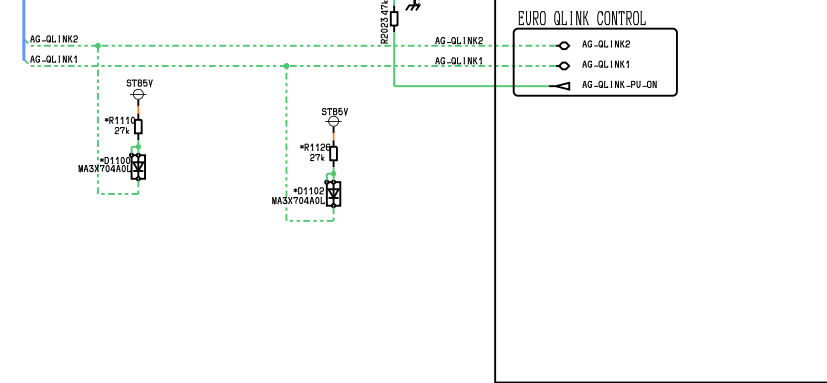 EURO QLINK CONTROL
R2023 47k
AG-QLINK2
AG-QLINK2
AG-QLINK2
AG-QLINK1
AG-QLINK1
AG-QLINK1
AG-QLINK-PU-ON
STB5V
*R1110
27k
*D1100
MA3X704A0L
STB5V
*R1126
27k
*D1102
MA3X704A0L